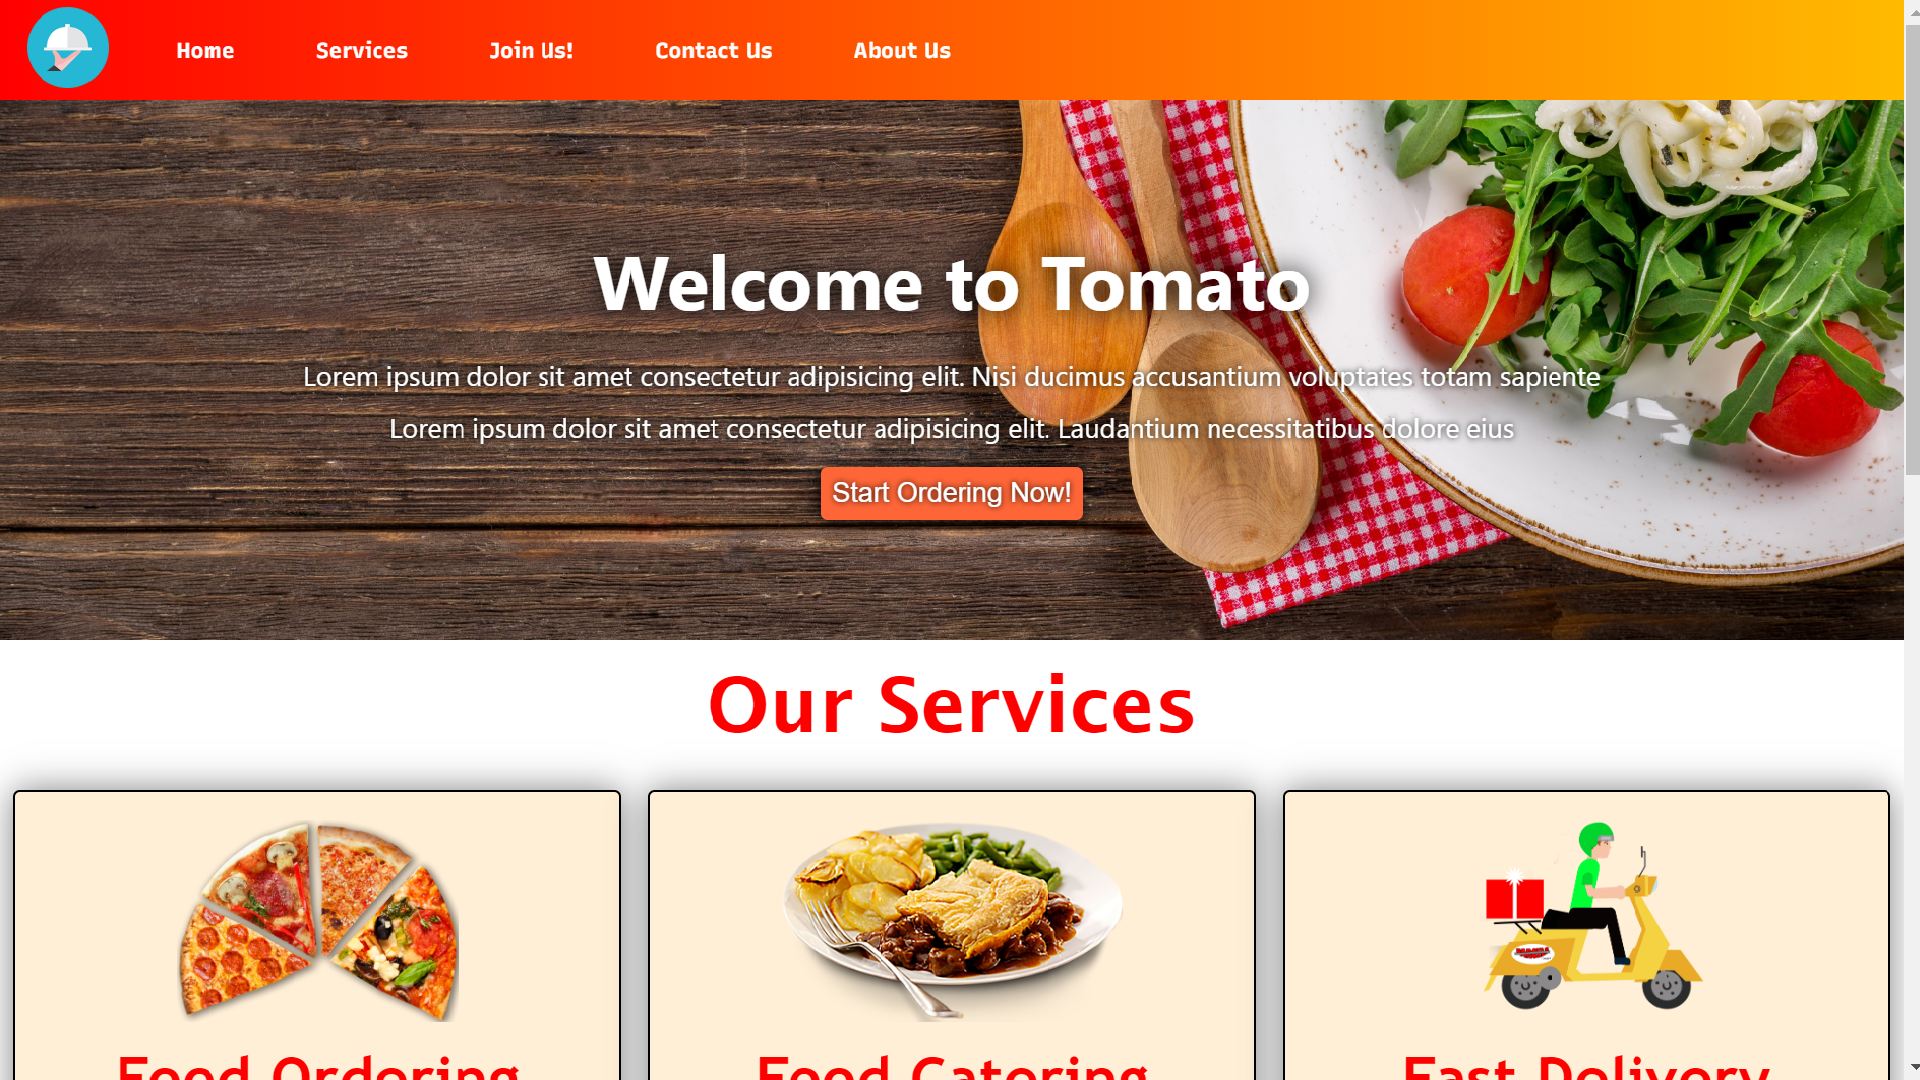 Home Services Join Us! Contact Us About Us
Welcome to Tomato
Lorem ipsum dolor sit amet consectetur adipisicing elit. Nisi ducimus accusantium voluptates totam sapiente
Lorem ipsum dolor sit amet consectetur adipisicing elit. Laudantium necessitatibus dolore eius
Start Ordering Now!
Our Services
Food Ordering Food Catering Fast Delivery